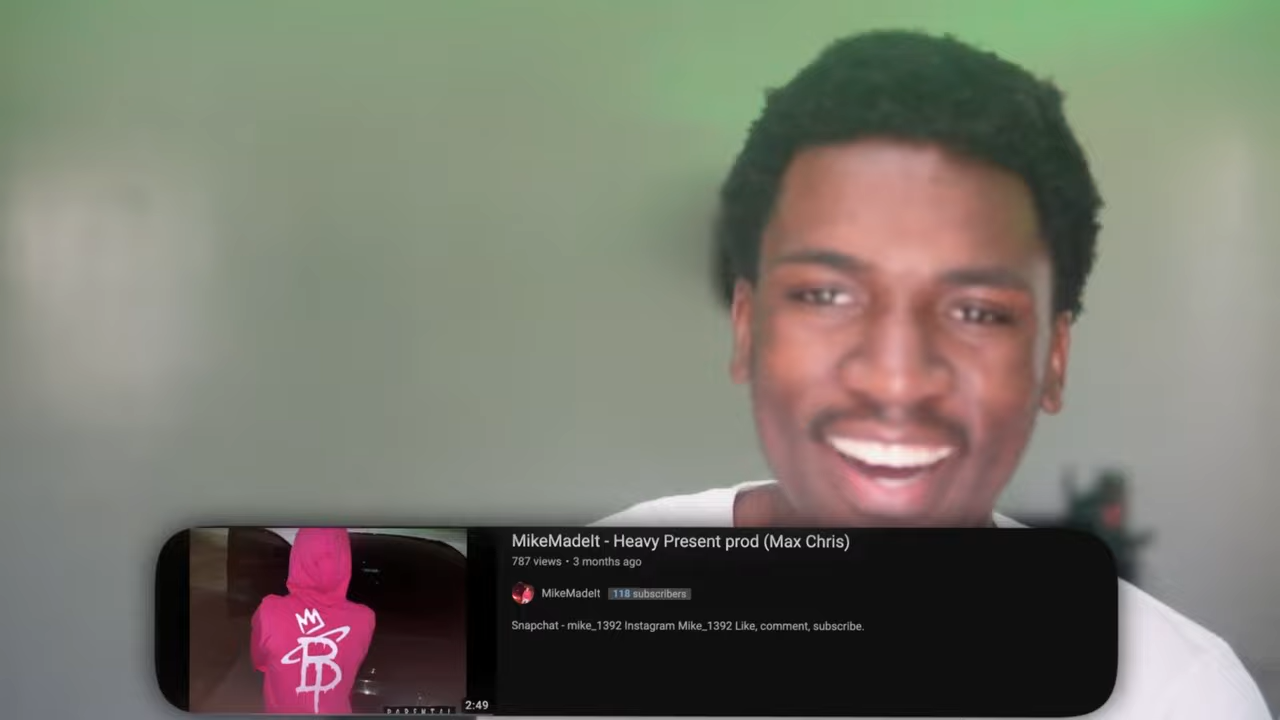 MikeMadeIt - Heavy Present prod (Max Chris)
787 views • 3 months ago
MikeMadeIt
118 subscribers
Snapchat - mike_1392 Instagram Mike_1392 Like, comment, subscribe.
B
2:49
PARENTAL